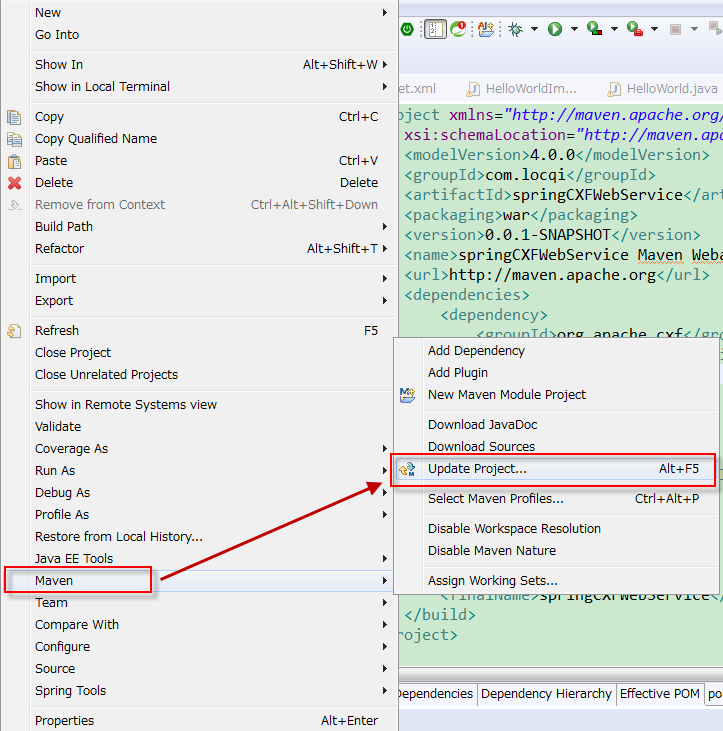 New
Go Into
Show In Alt+Shift+W
Show in Local Terminal
Copy Ctrl+C
Copy Qualified Name
Paste Ctrl+V
Delete Delete
Remove from Context Ctrl+Alt+Shift+Down
Build Path
Refactor Alt+Shift+T
Import
Export
Refresh F5
Close Project
Close Unrelated Projects
Show in Remote Systems view
Validate
Coverage As
Run As
Debug As
Profile As
Restore from Local History...
Java EE Tools
Maven
Team
Compare With
Configure
Source
Spring Tools
Properties Alt+Enter
et.xml HelloWorldIm... HelloWorld.java
oject xmlns="http://maven.apache.org/
xsi:schemaLocation="http://maven.ap
<modelVersion>4.0.0</modelVersion>
<groupId>com.locqi</groupId>
<artifactId>springCXFWebService</art
<packaging>war</packaging>
<version>0.0.1-SNAPSHOT</version>
<name>springCXFWebService Maven Weba
<url>http://maven.apache.org</url>
<dependencies>
<dependency>
<groupId>org.apache.cxf</gro
Add Dependency
Add Plugin
New Maven Module Project
Download JavaDoc
Download Sources
Update Project... Alt+F5
Select Maven Profiles... Ctrl+Alt+P
Disable Workspace Resolution
Disable Maven Nature
Assign Working Sets...
<finalName>springCXFWebService</
</build>
roject>
Dependencies Dependency Hierarchy Effective POM po